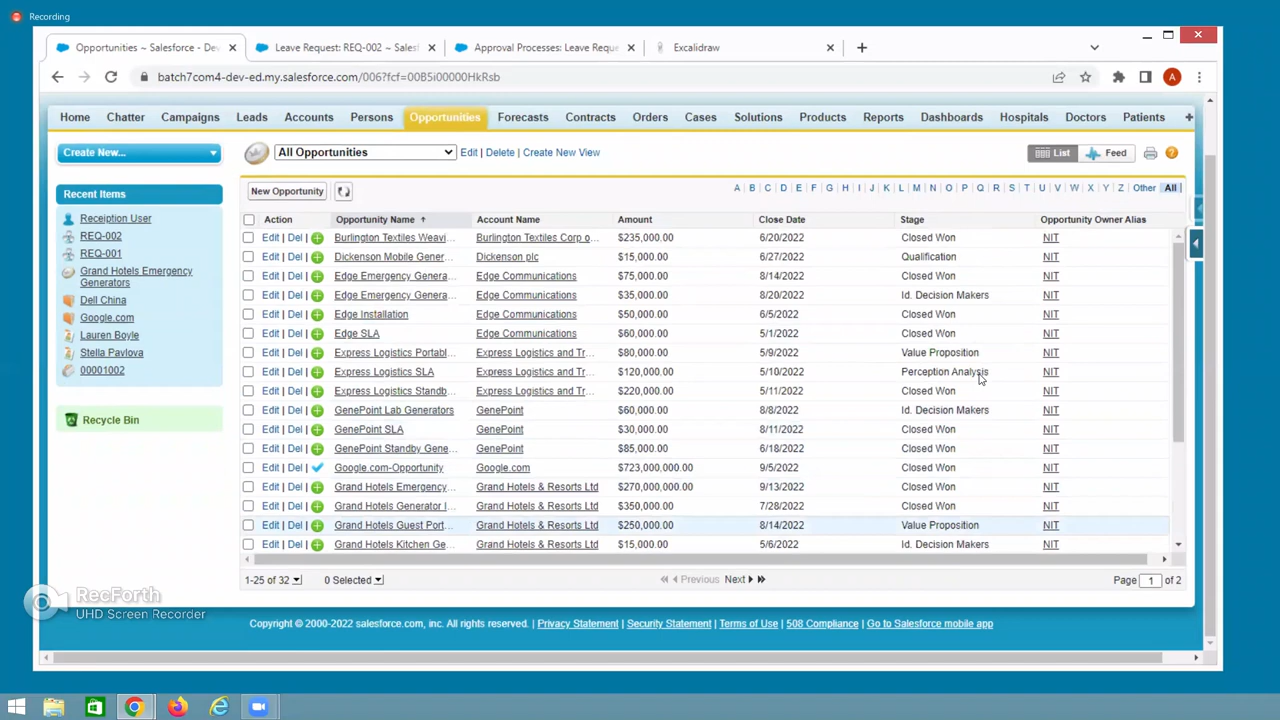 Recording
Opportunities ~ Salesforce - Dev
Leave Request: REQ-002 ~ Salesf
Approval Processes: Leave Reque
Excalidraw
batch7com4-dev-ed.my.salesforce.com/006?fcf=00B5i00000HkRsb
A
Home Chatter Campaigns Leads Accounts Persons Opportunities Forecasts Contracts Orders Cases Solutions Products Reports Dashboards Hospitals Doctors Patients +
Create New...
All Opportunities Edit | Delete | Create New View
List Feed
Recent Items
Receiption User
REQ-002
REQ-001
Grand Hotels Emergency
Generators
Dell China
Google.com
Lauren Boyle
Stella Pavlova
00001002
Recycle Bin
New Opportunity
A | B | C | D | E | F | G | H | I | J | K | L | M | N | O | P | Q | R | S | T | U | V | W | X | Y | Z | Other | All
Action Opportunity Name ↑ Account Name Amount Close Date Stage Opportunity Owner Alias
Edit | Del | Burlington Textiles Weavi... Burlington Textiles Corp o... $235,000.00 6/20/2022 Closed Won NIT
Edit | Del | Dickenson Mobile Gener... Dickenson plc $15,000.00 6/27/2022 Qualification NIT
Edit | Del | Edge Emergency Genera... Edge Communications $75,000.00 8/14/2022 Closed Won NIT
Edit | Del | Edge Emergency Genera... Edge Communications $35,000.00 8/20/2022 Id. Decision Makers NIT
Edit | Del | Edge Installation Edge Communications $50,000.00 6/5/2022 Closed Won NIT
Edit | Del | Edge SLA Edge Communications $60,000.00 5/1/2022 Closed Won NIT
Edit | Del | Express Logistics Portabl... Express Logistics and Tr... $80,000.00 5/9/2022 Value Proposition NIT
Edit | Del | Express Logistics SLA Express Logistics and Tr... $120,000.00 5/10/2022 Perception Analysis NIT
Edit | Del | Express Logistics Standb... Express Logistics and Tr... $220,000.00 5/11/2022 Closed Won NIT
Edit | Del | GenePoint Lab Generators GenePoint $60,000.00 8/8/2022 Id. Decision Makers NIT
Edit | Del | GenePoint SLA GenePoint $30,000.00 8/11/2022 Closed Won NIT
Edit | Del | GenePoint Standby Gene... GenePoint $85,000.00 6/18/2022 Closed Won NIT
Edit | Del | Google.com-Opportunity Google.com $723,000,000.00 9/5/2022 Closed Won NIT
Edit | Del | Grand Hotels Emergency... Grand Hotels & Resorts Ltd $270,000,000.00 9/13/2022 Closed Won NIT
Edit | Del | Grand Hotels Generator I... Grand Hotels & Resorts Ltd $350,000.00 7/28/2022 Closed Won NIT
Edit | Del | Grand Hotels Guest Port... Grand Hotels & Resorts Ltd $250,000.00 8/14/2022 Value Proposition NIT
Edit | Del | Grand Hotels Kitchen Ge... Grand Hotels & Resorts Ltd $15,000.00 5/6/2022 Id. Decision Makers NIT
1-25 of 32 0 Selected Previous Next Page 1 of 2
RecForth
UHD Screen Recorder
Copyright © 2000-2022 salesforce.com, inc. All rights reserved. | Privacy Statement | Security Statement | Terms of Use | 508 Compliance | Go to Salesforce mobile app